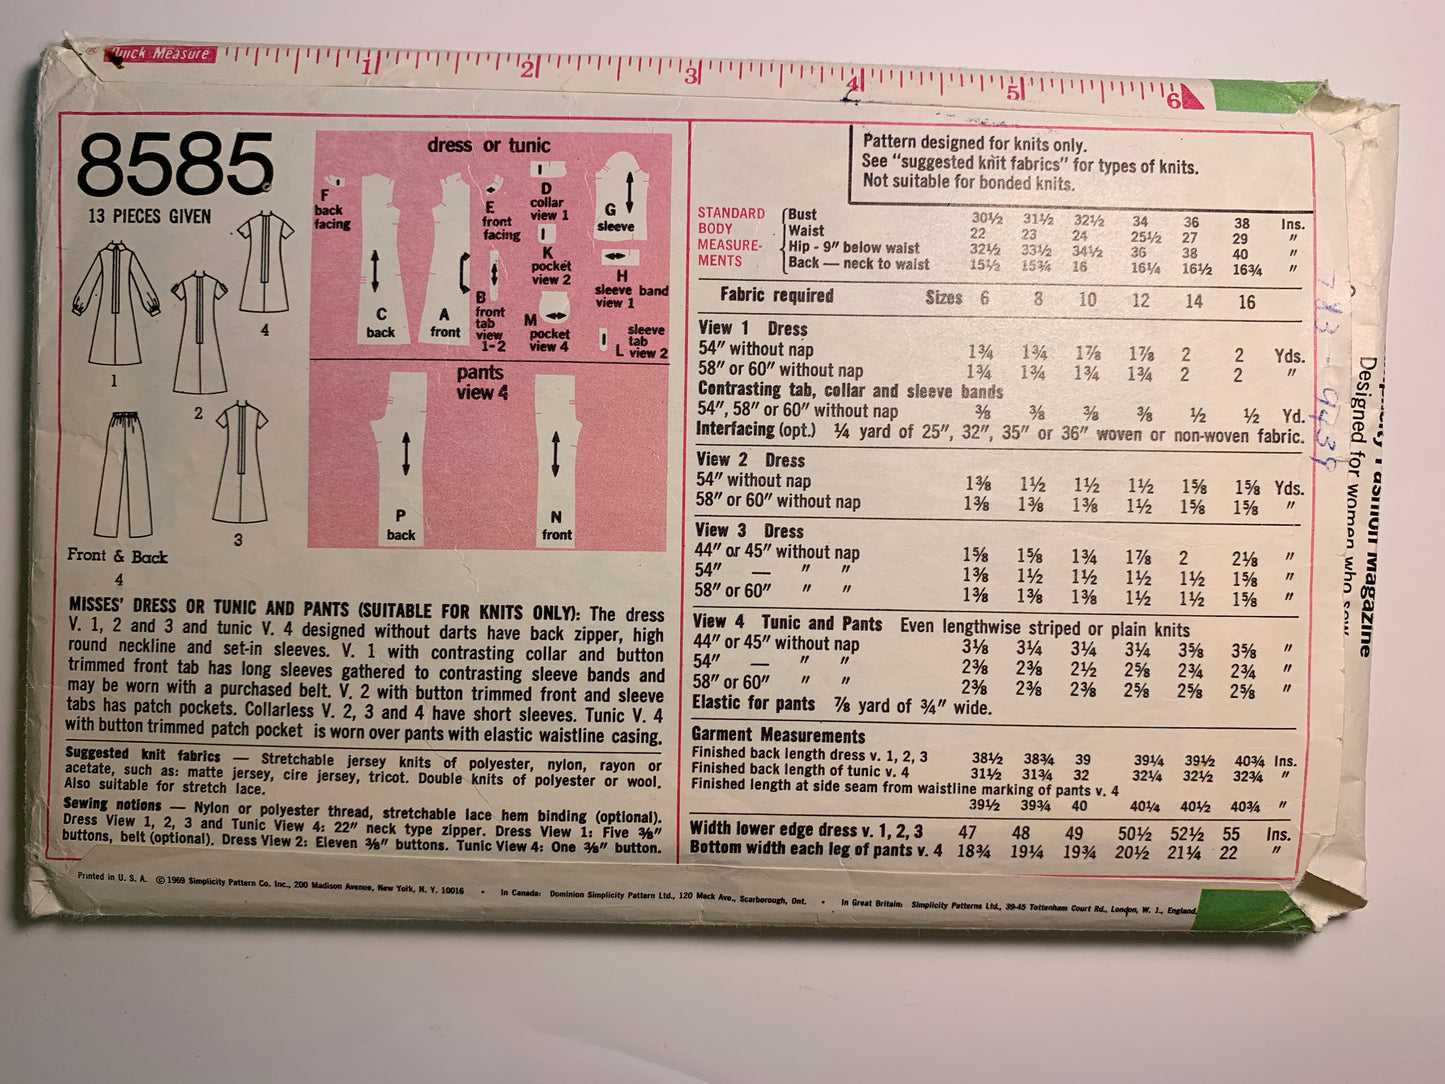 Quick Measure 1 2 3 4 5 6
8585
13 PIECES GIVEN
1
2
4
3
Front & Back
4
dress or tunic
F
back
facing
C
back
A
front
E
front
facing
B
front
tab
view
1-2
D
collar
view 1
K
pocket
view 2
M
pocket
view 4
G
sleeve
H
sleeve band
view 1
sleeve
tab
L view 2
pants
view 4
P
back
N
front
MISSES' DRESS OR TUNIC AND PANTS (SUITABLE FOR KNITS ONLY): The dress
V. 1, 2 and 3 and tunic V. 4 designed without darts have back zipper, high
round neckline and set-in sleeves. V. 1 with contrasting collar and button
trimmed front tab has long sleeves gathered to contrasting sleeve bands and
may be worn with a purchased belt. V. 2 with button trimmed front and sleeve
tabs has patch pockets. Collarless V. 2, 3 and 4 have short sleeves. Tunic V. 4
with button trimmed patch pocket is worn over pants with elastic waistline casing.
Suggested knit fabrics — Stretchable jersey knits of polyester, nylon, rayon or
acetate, such as: matte jersey, cire jersey, tricot. Double knits of polyester or wool.
Also suitable for stretch lace.
Sewing notions — Nylon or polyester thread, stretchable lace hem binding (optional).
Dress View 1, 2, 3 and Tunic View 4: 22" neck type zipper. Dress View 1: Five ⅜"
buttons, belt (optional). Dress View 2: Eleven ⅜" buttons. Tunic View 4: One ⅜" button.
Pattern designed for knits only.
See "suggested knit fabrics" for types of knits.
Not suitable for bonded knits.
STANDARD
BODY
MEASURE-
MENTS
Bust 30½ 31½ 32½ 34 36 38 Ins.
Waist 22 23 24 25½ 27 29 "
Hip - 9" below waist 32½ 33½ 34½ 36 38 40 "
Back — neck to waist 15½ 15¾ 16 16¼ 16½ 16¾ "
Fabric required Sizes 6 8 10 12 14 16
View 1 Dress
54" without nap 1¾ 1¾ 1⅞ 1⅞ 2 2 Yds.
58" or 60" without nap 1¾ 1¾ 1¾ 1¾ 2 2 "
Contrasting tab, collar and sleeve bands
54", 58" or 60" without nap ⅜ ⅜ ⅜ ⅜ ½ ½ Yd.
Interfacing (opt.) ¼ yard of 25", 32", 35" or 36" woven or non-woven fabric.
View 2 Dress
54" without nap 1⅜ 1½ 1½ 1½ 1⅝ 1⅝ Yds.
58" or 60" without nap 1⅜ 1⅜ 1⅜ 1½ 1⅝ 1⅝ "
View 3 Dress
44" or 45" without nap 1⅝ 1⅝ 1¾ 1⅞ 2 2⅛ "
54" — " " 1⅜ 1½ 1½ 1½ 1½ 1⅝ "
58" or 60" " " 1⅜ 1⅜ 1⅜ 1½ 1½ 1⅝ "
View 4 Tunic and Pants Even lengthwise striped or plain knits
44" or 45" without nap 3⅛ 3¼ 3¼ 3¼ 3⅝ 3⅝ "
54" — " " 2⅜ 2⅜ 2½ 2⅝ 2¾ 2¾ "
58" or 60" " " 2⅜ 2⅜ 2⅜ 2⅝ 2⅝ 2⅝ "
Elastic for pants ⅞ yard of ¾" wide.
Garment Measurements
Finished back length dress v. 1, 2, 3 38½ 38¾ 39 39¼ 39½ 40¾ Ins.
Finished back length of tunic v. 4 31½ 31¾ 32 32¼ 32½ 32¾ "
Finished length at side seam from waistline marking of pants v. 4
39½ 39¾ 40 40¼ 40½ 40¾ "
Width lower edge dress v. 1, 2, 3 47 48 49 50½ 52½ 55 Ins.
Bottom width each leg of pants v. 4 18¾ 19¼ 19¾ 20½ 21¼ 22 "
Printed in U. S. A. © 1969 Simplicity Pattern Co. Inc., 200 Madison Avenue, New York, N. Y. 10016 • In Canada: Dominion Simplicity Pattern Ltd., 120 Mack Ave., Scarborough, Ont. • In Great Britain: Simplicity Patterns Ltd., 39-45 Tottenham Court Rd., London, W. 1., England.
Fashion Magazine
Designed for women who sew